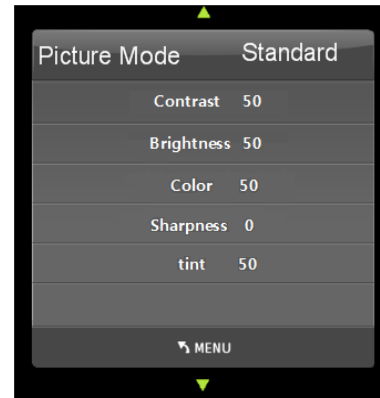 Picture Mode Standard
Contrast 50
Brightness 50
Color 50
Sharpness 0
tint 50
MENU